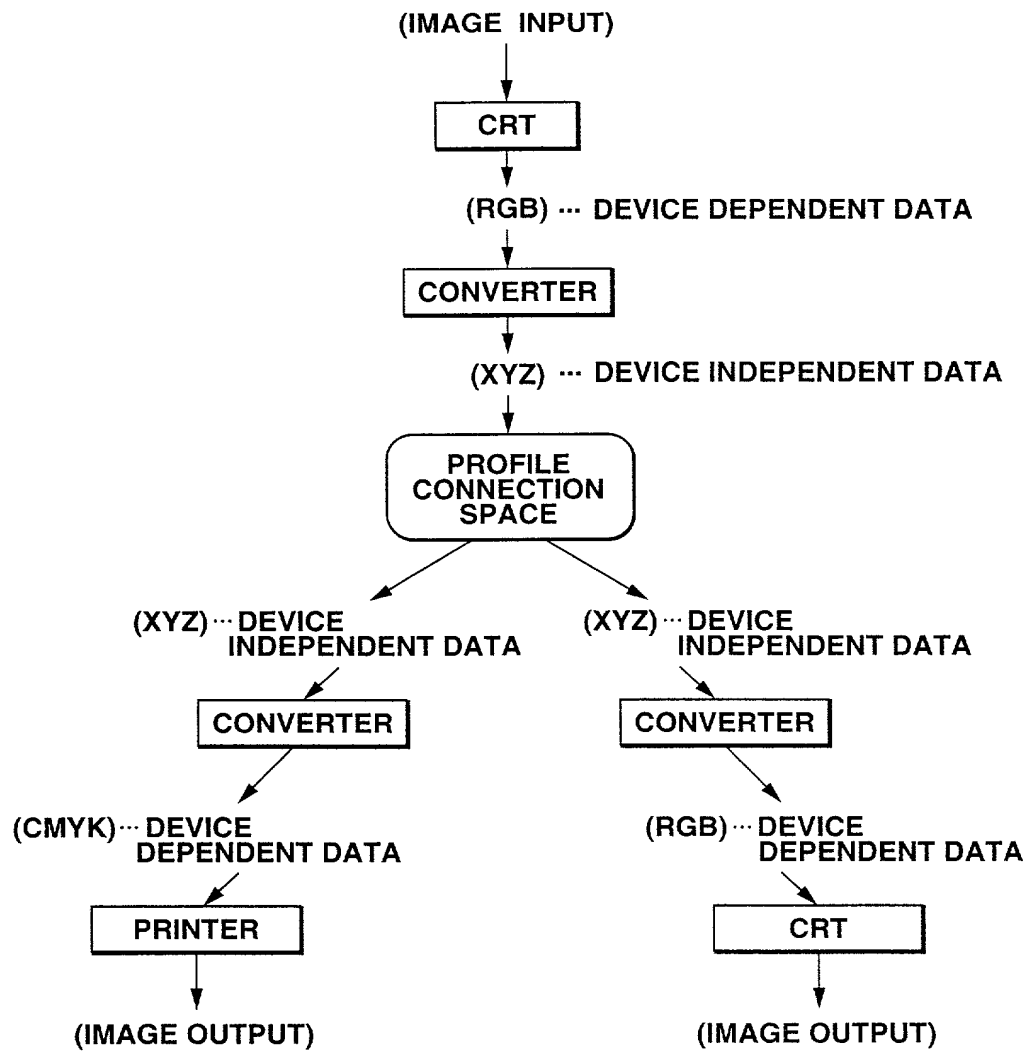 (IMAGE INPUT)
CRT
(RGB) ··· DEVICE DEPENDENT DATA
CONVERTER
(XYZ) ··· DEVICE INDEPENDENT DATA
PROFILE
CONNECTION
SPACE
(XYZ)···DEVICE
INDEPENDENT DATA
CONVERTER
(CMYK)···DEVICE
DEPENDENT DATA
PRINTER
(IMAGE OUTPUT)
(XYZ)···DEVICE
INDEPENDENT DATA
CONVERTER
(RGB)···DEVICE
DEPENDENT DATA
CRT
(IMAGE OUTPUT)